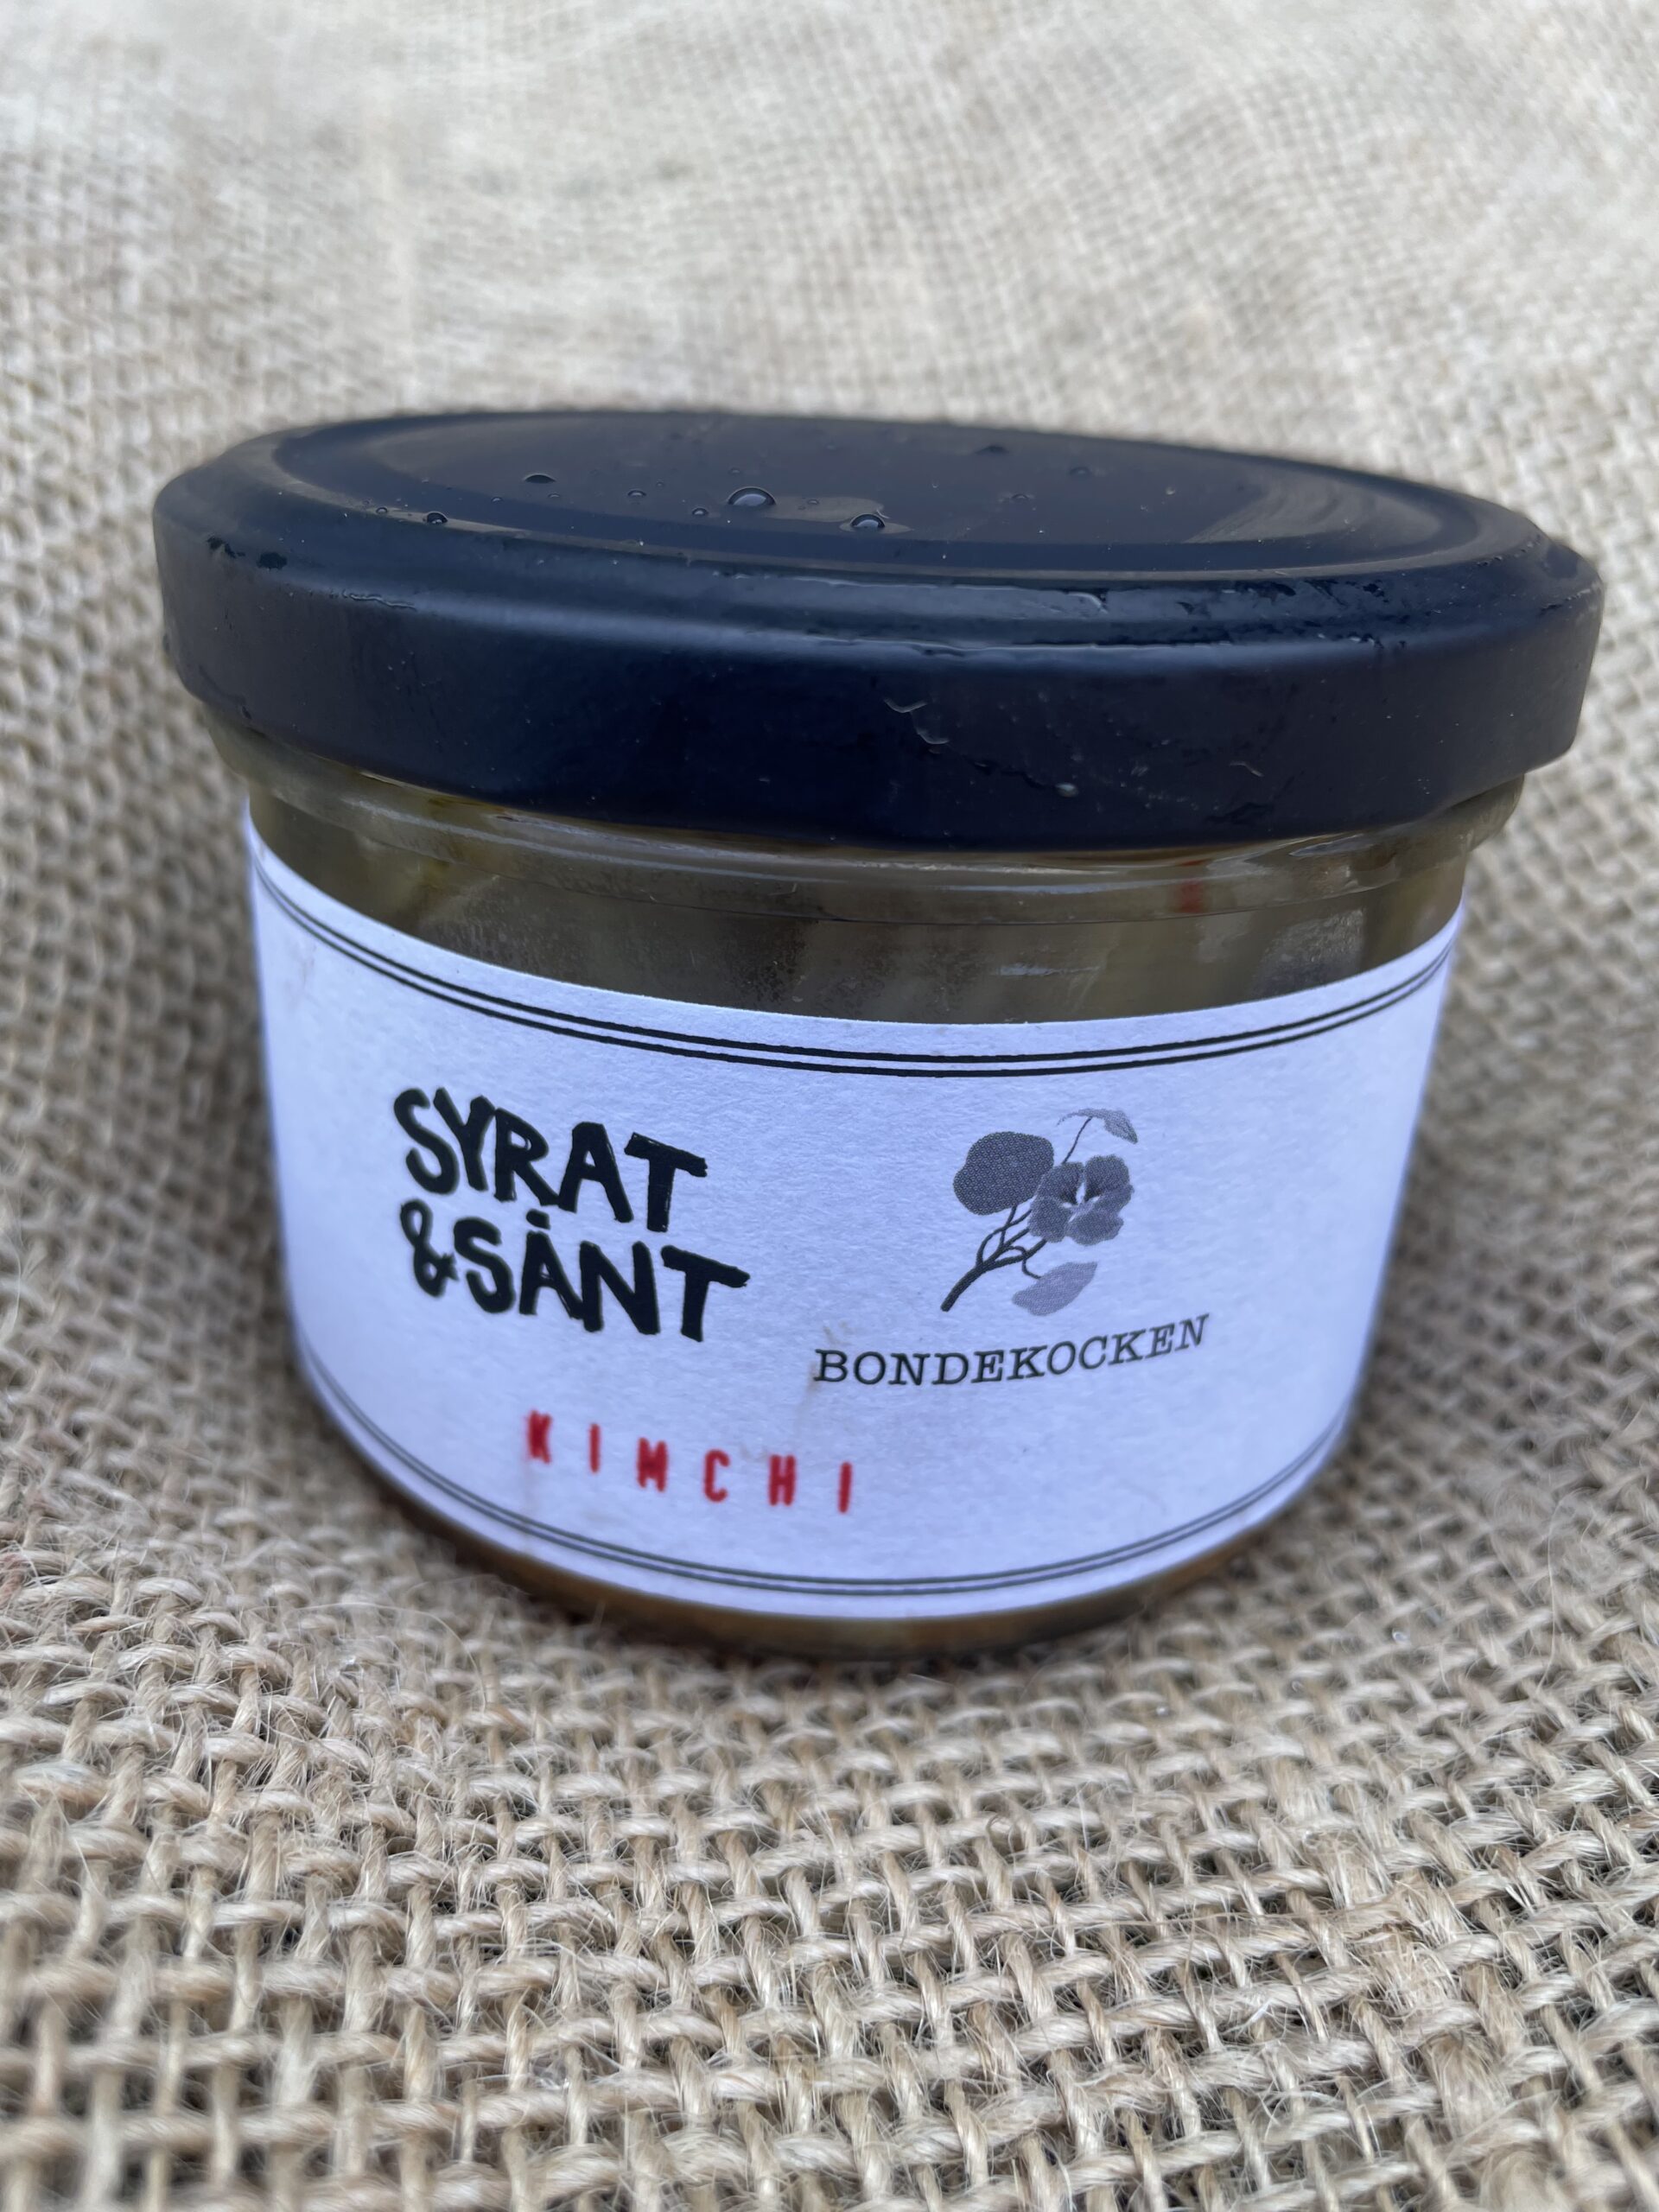 SYRAT
&SÅNT
BONDEKOCKEN
KIMCHI